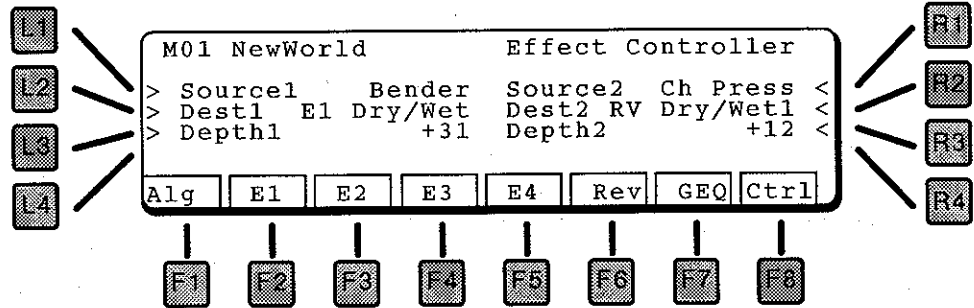 L1
L2
L3
L4
M01 NewWorld Effect Controller
> Source1 Bender Source2 Ch Press <
> Dest1 E1 Dry/Wet Dest2 RV Dry/Wet1 <
> Depth1 +31 Depth2 +12 <
Alg E1 E2 E3 E4 Rev GEQ Ctrl
R1
R2
R3
R4
F1 F2 F3 F4 F5 F6 F7 F8